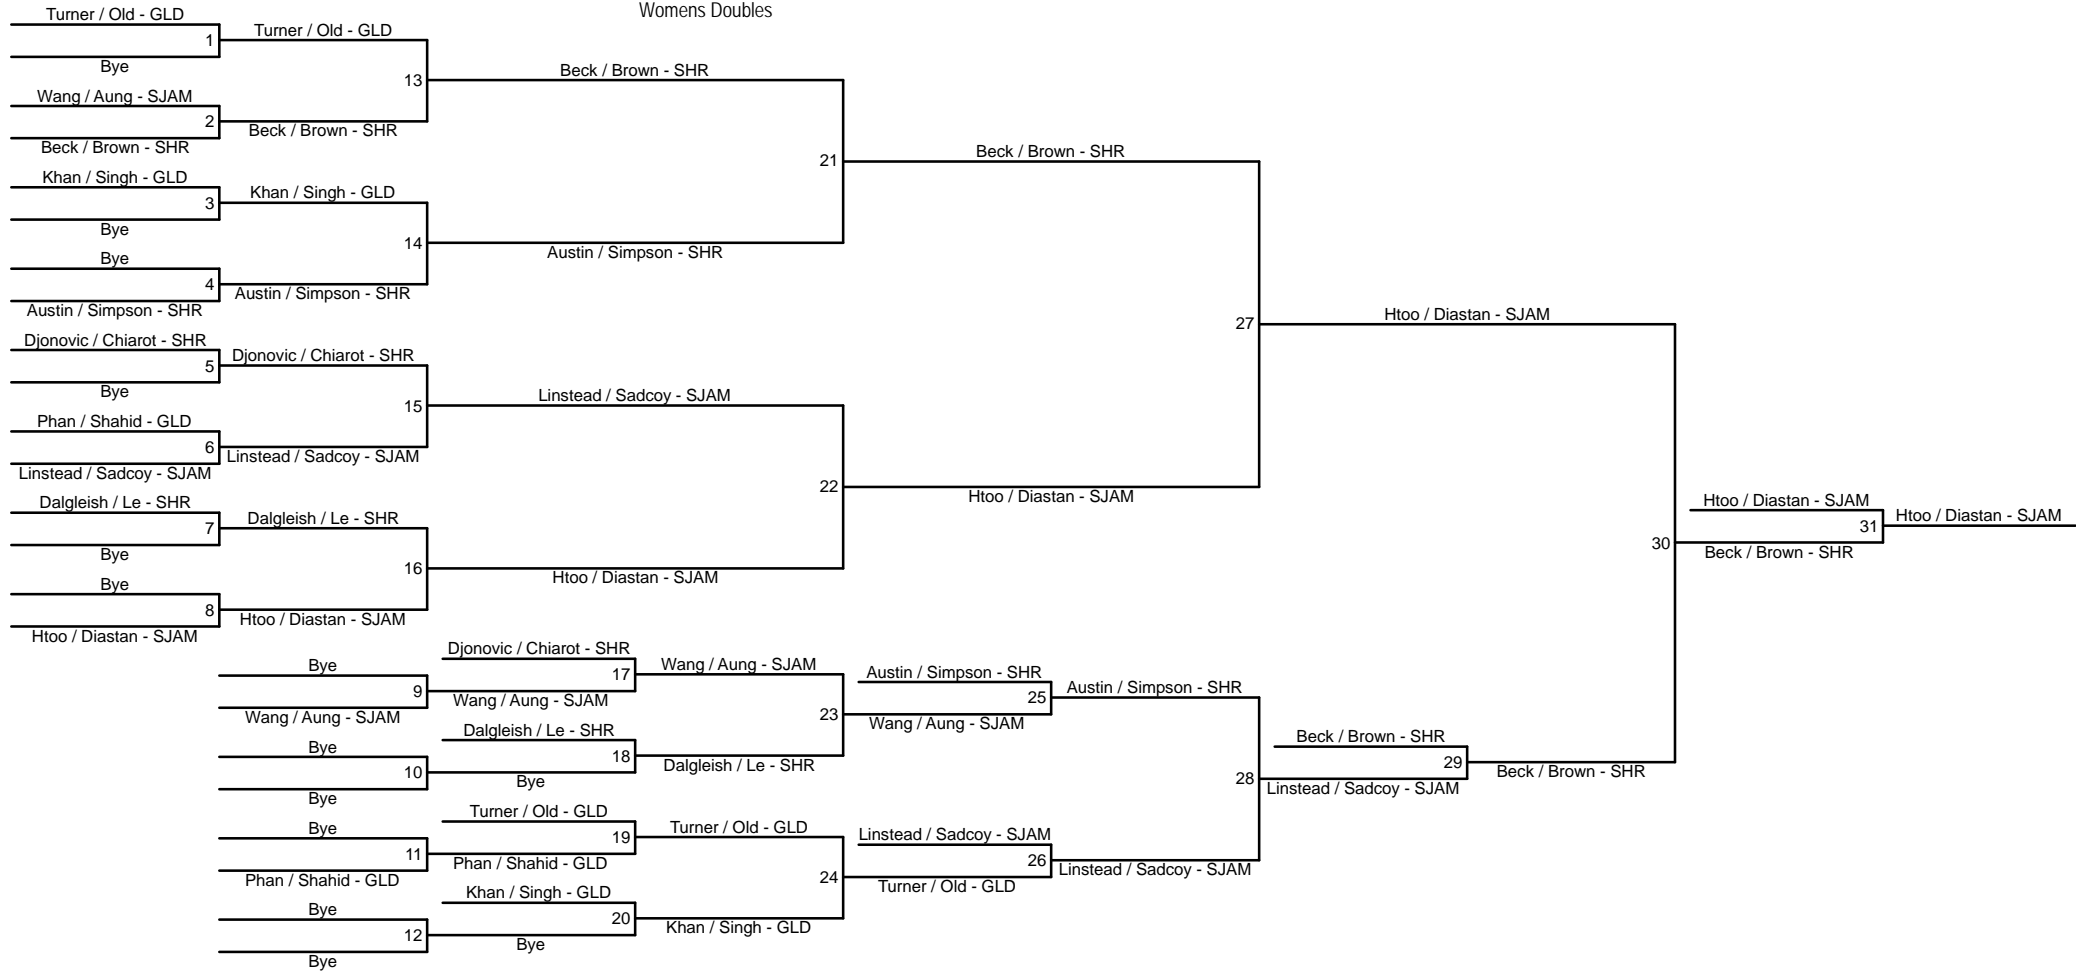 Womens Doubles
Turner / Old - GLD
1
Bye
Wang / Aung - SJAM
2
Beck / Brown - SHR
Khan / Singh - GLD
3
Bye
Bye
4
Austin / Simpson - SHR
Djonovic / Chiarot - SHR
5
Bye
Phan / Shahid - GLD
6
Linstead / Sadcoy - SJAM
Dalgleish / Le - SHR
7
Bye
Bye
8
Htoo / Diastan - SJAM
Turner / Old - GLD
13
Beck / Brown - SHR
Khan / Singh - GLD
14
Austin / Simpson - SHR
Djonovic / Chiarot - SHR
15
Linstead / Sadcoy - SJAM
Dalgleish / Le - SHR
16
Htoo / Diastan - SJAM
Beck / Brown - SHR
21
Austin / Simpson - SHR
Linstead / Sadcoy - SJAM
22
Htoo / Diastan - SJAM
Beck / Brown - SHR
27
Htoo / Diastan - SJAM
Htoo / Diastan - SJAM
30
Bye
9
Wang / Aung - SJAM
Bye
10
Bye
Bye
11
Phan / Shahid - GLD
Bye
12
Bye
Djonovic / Chiarot - SHR
17
Wang / Aung - SJAM
Dalgleish / Le - SHR
18
Bye
Turner / Old - GLD
19
Phan / Shahid - GLD
Khan / Singh - GLD
20
Bye
Wang / Aung - SJAM
23
Dalgleish / Le - SHR
Turner / Old - GLD
24
Khan / Singh - GLD
Austin / Simpson - SHR
25
Wang / Aung - SJAM
Linstead / Sadcoy - SJAM
26
Turner / Old - GLD
Austin / Simpson - SHR
28
Linstead / Sadcoy - SJAM
Beck / Brown - SHR
29
Linstead / Sadcoy - SJAM
Beck / Brown - SHR
Htoo / Diastan - SJAM
31
Beck / Brown - SHR
Htoo / Diastan - SJAM